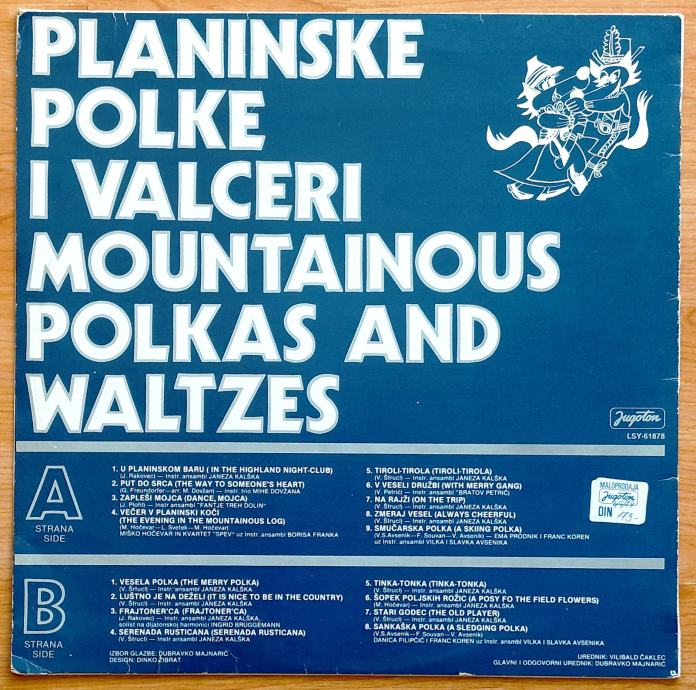 PLANINSKE
POLKE
I VALCERI
MOUNTAINOUS
POLKAS AND
WALTZES
Jugoton
LSY-61878
A
STRANA
SIDE
1. U PLANINSKOM BARU ( IN THE HIGHLAND NIGHT-CLUB)
(J. Rakovec) — Instr. ansambl JANEZA KALŠKA
2. PUT DO SRCA (THE WAY TO SOMEONE'S HEART)
(G. Freundorfer—arr. M. Dovžan) — Instr. trio MIHE DOVŽANA
3. ZAPLEŠI MOJCA (DANCE, MOJCA)
(J. Plohl) — Instr. ansambl "FANTJE TREH DOLIN"
4. VEČER V PLANINSKI KOČI
(THE EVENING IN THE MOUNTAINOUS LOG)
(M. Hočevar — L. Svetek — M. Hočevar)
MIŠKO HOČEVAR IN KVARTET "SPEV" uz Instr. ansambl BORISA FRANKA
5. TIROLI-TIROLA (TIROLI-TIROLA)
(V. Štrucl) — Instr. ansambl JANEZA KALŠKA
6. V VESELI DRUŽBI (WITH MERRY GANG)
(V. Petrič) — Instr. ansambl "BRATOV PETRIČ)
7. NA RAJŽI (ON THE TRIP)
(V. Štrucl) — Instr. ansambl JANEZA KALŠKA
8. ZMERAJ VESEL (ALWAYS CHEERFUL)
(V. Štrucl) — Instr. ansambl JANEZA KALŠKA
5. SMUČARSKA POLKA (A SKIING POLKA)
(V.S.Avsenik—F. Souvan—V. Avsenik) — EMA PRODNIK I FRANC KOREN
uz Instr. ansambl VILKA I SLAVKA AVSENIKA
MALOPRODAJA
Jugoton
DIN 173-
B
STRANA
SIDE
1. VESELA POLKA (THE MERRY POLKA)
(V. Štrucl) — Instr. ansambl JANEZA KALŠKA
2. LUŠTNO JE NA DEŽELI (IT IS NICE TO BE IN THE COUNTRY)
(V. Štrucl) — Instr. ansambl JANEZA KALŠKA
3. FRAJTONER'CA (FRAJTONER'CA)
(J. Rakovec) — Instr. ansambl JANEZA KALŠKA,
solist na dijatonskoj harmonici INGRID BRÜGGEMANN
4. SERENADA RUSTICANA (SERENADA RUSTICANA)
(V. Štrucl) — Instr. ansambl JANEZA KALŠKA
5. TINKA-TONKA (TINKA-TONKA)
(V. Štrucl) — Instr. ansambl JANEZA KALŠKA
6. ŠOPEK POLJSKIH ROŽIC (A POSY FO THE FIELD FLOWERS)
(M. Hočevar) — Instr. ansambl JANEZA KALŠKA
7. STARI GODEC (THE OLD PLAYER)
(V. Štrucl) — Instr. ansambl JANEZA KALŠKA
8. SANKAŠKA POLKA (A SLEDGING POLKA)
(V.S.Avsenik—F. Souvan—V. Avsenik)
DANICA FILIPČIČ I FRANC KOREN uz Instr. ansmbl VILKA I SLAVKA AVSENIKA
IZBOR GLAZBE: DUBRAVKO MAJNARIĆ
DESIGN: DINKO ŽIBRAT
UREDNIK: VILIBALD ČAKLEC
GLAVNI I ODGOVORNI UREDNIK: DUBRAVKO MAJNARIĆ